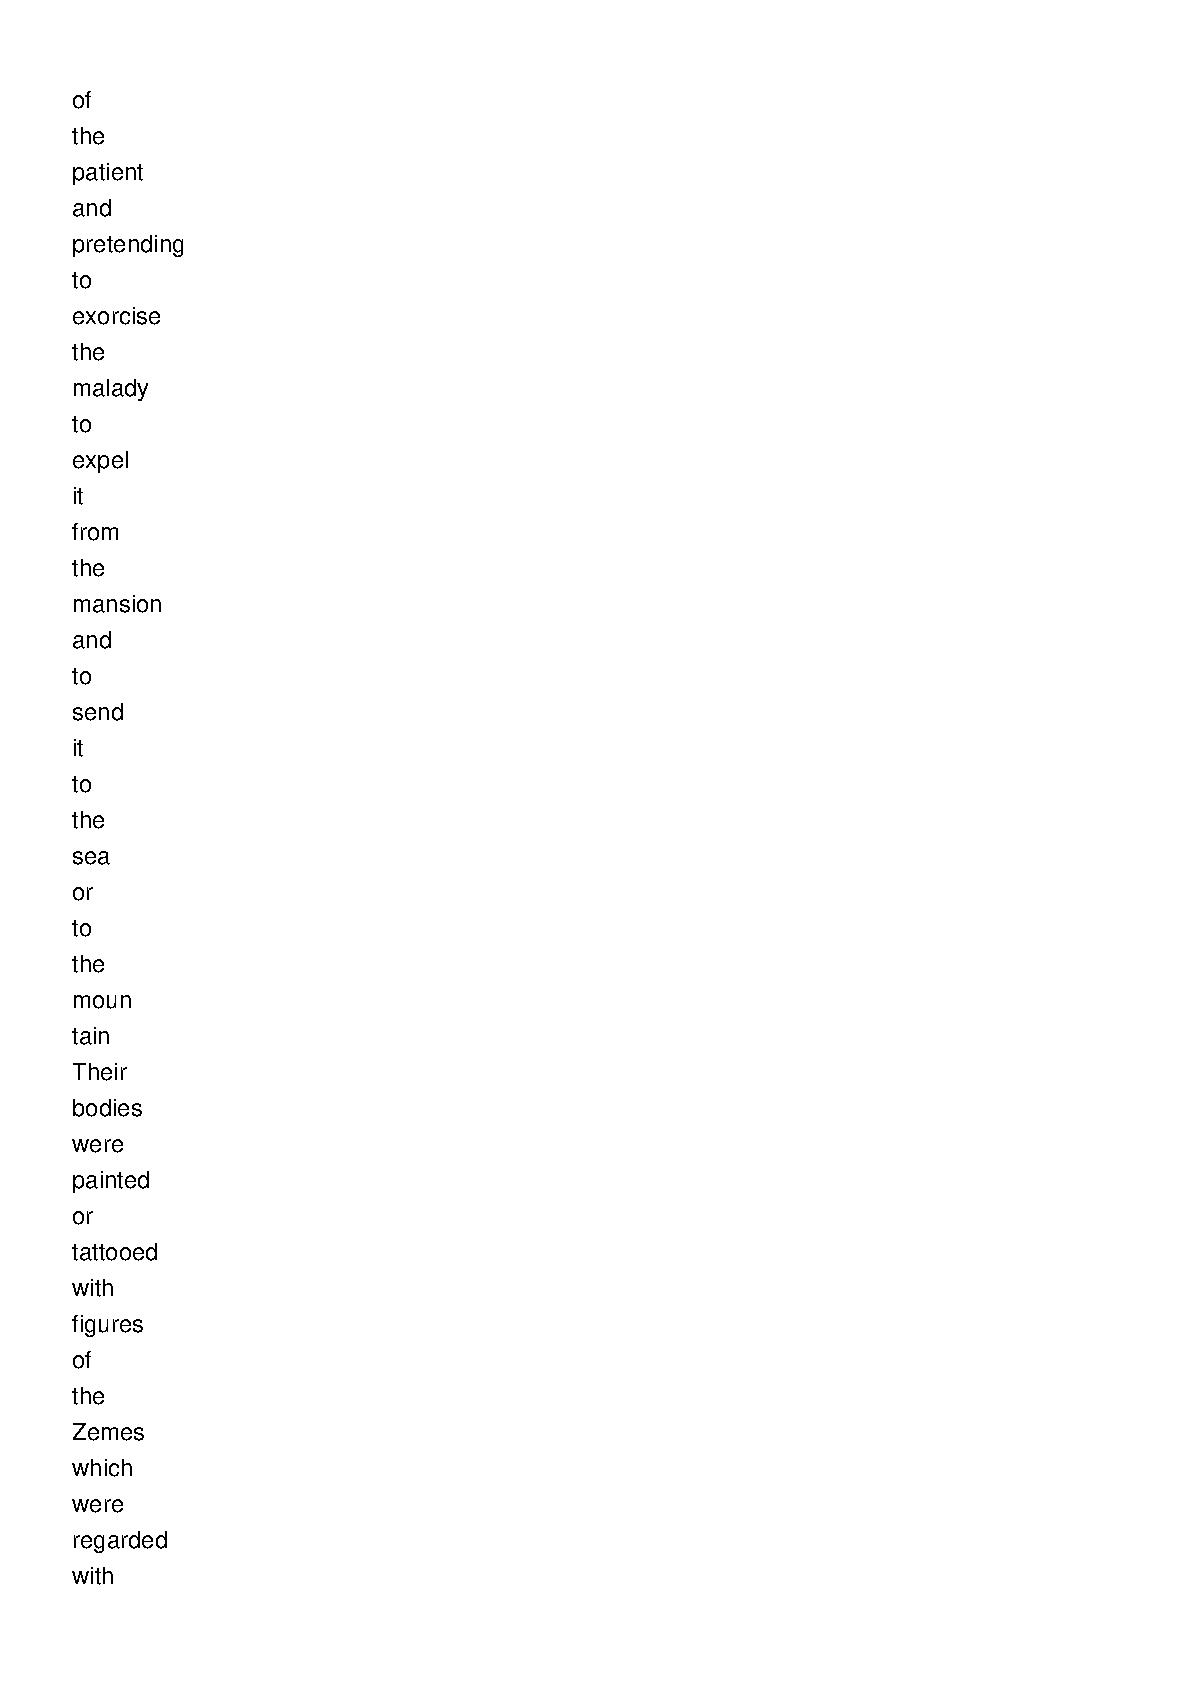 of
the
patient
and
pretending
to
exorcise
the
malady
to
expel
it
from
the
mansion
and
to
send
it
to
the
sea
or
to
the
moun
tain
Their
bodies
were
painted
or
tattooed
with
figures
of
the
Zemes
which
were
regarded
with